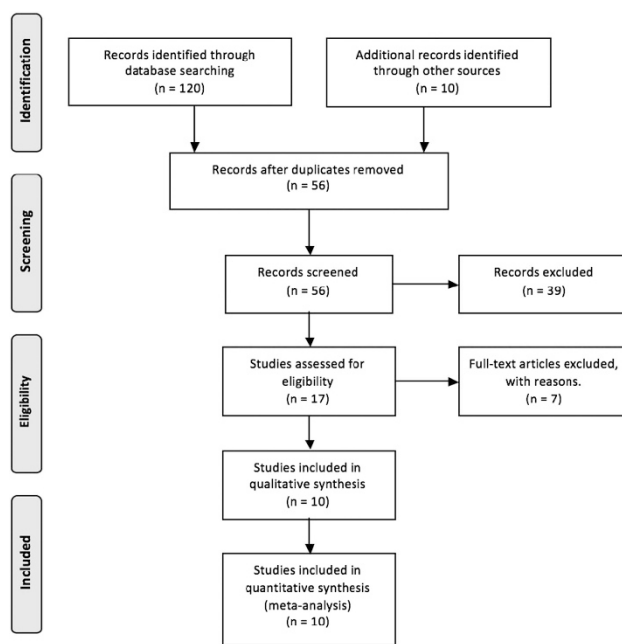 Identification
Records identified through
database searching
(n = 120)
Additional records identified
through other sources
(n = 10)
Records after duplicates removed
(n = 56)
Screening
Records screened
(n = 56)
Records excluded
(n = 39)
Eligibility
Studies assessed for
eligibility
(n = 17)
Full-text articles excluded,
with reasons.
(n = 7)
Studies included in
qualitative synthesis
(n = 10)
Included
Studies included in
quantitative synthesis
(meta-analysis)
(n = 10)